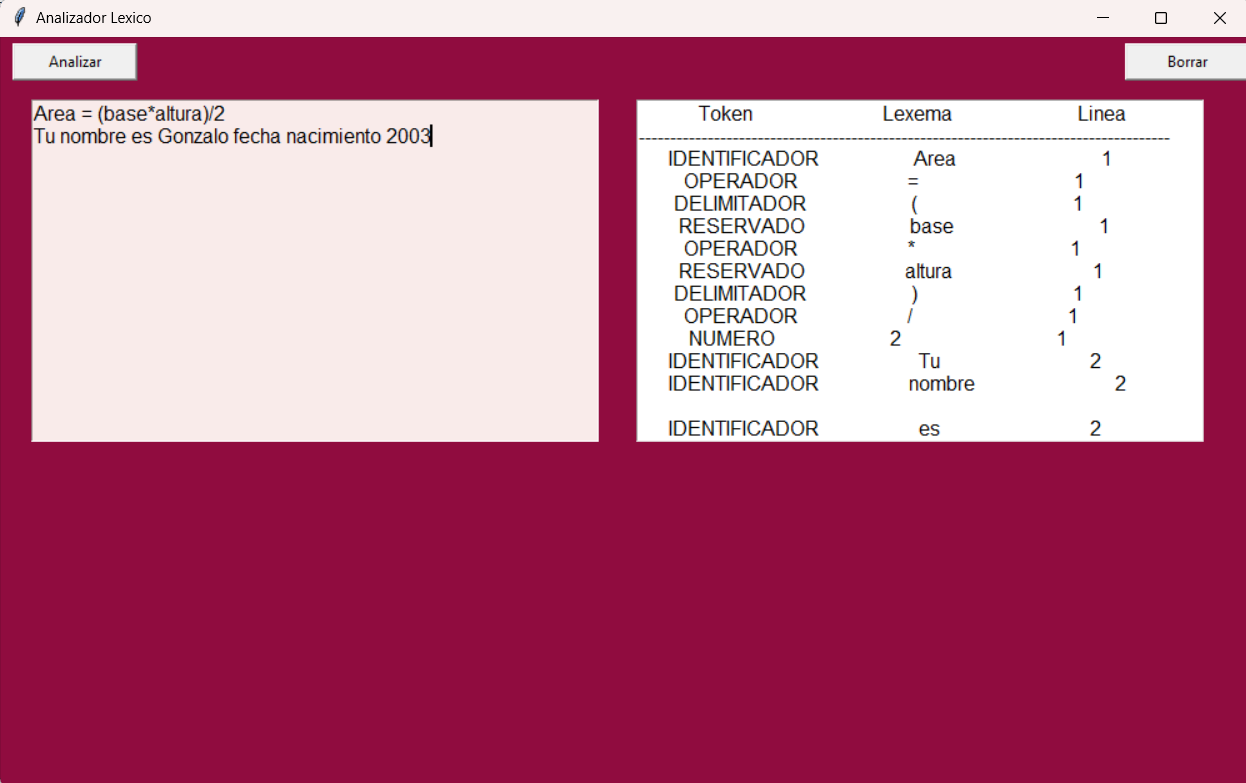 Analizador Lexico
Analizar
Borrar
Area = (base*altura)/2
Tu nombre es Gonzalo fecha nacimiento 2003
Token Lexema Linea
--------------------------------------------------------------------------------
IDENTIFICADOR Area 1
OPERADOR = 1
DELIMITADOR ( 1
RESERVADO base 1
OPERADOR * 1
RESERVADO altura 1
DELIMITADOR ) 1
OPERADOR / 1
NUMERO 2 1
IDENTIFICADOR Tu 2
IDENTIFICADOR nombre 2
IDENTIFICADOR es 2